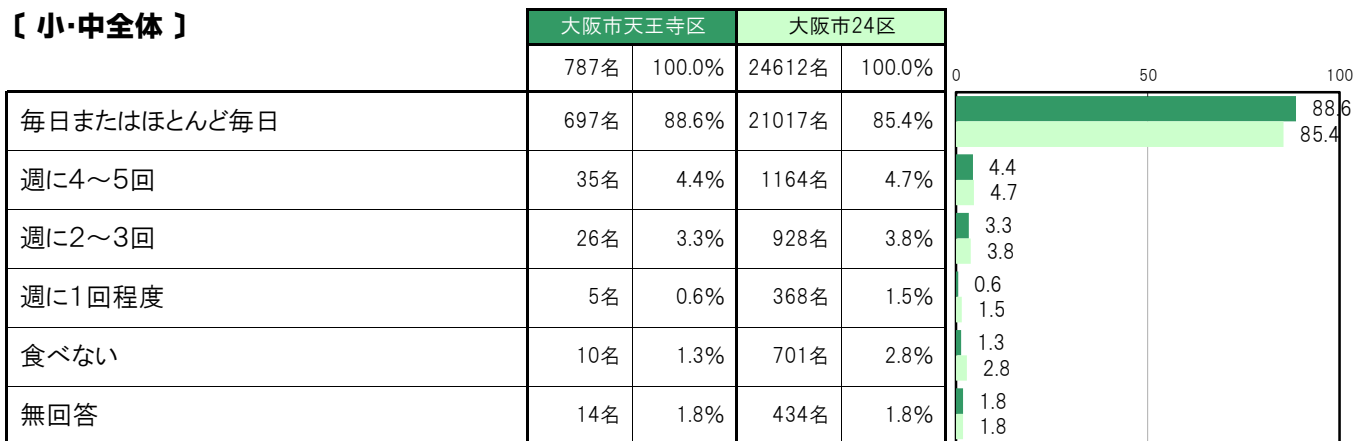 〔 小・中全体 〕
大阪市天王寺区 大阪市24区
787名 100.0% 24612名 100.0% 0 50 100
毎日またはほとんど毎日 697名 88.6% 21017名 85.4% 88.6
85.4
週に4～5回 35名 4.4% 1164名 4.7% 4.4
4.7
週に2～3回 26名 3.3% 928名 3.8% 3.3
3.8
週に1回程度 5名 0.6% 368名 1.5% 0.6
1.5
食べない 10名 1.3% 701名 2.8% 1.3
2.8
無回答 14名 1.8% 434名 1.8% 1.8
1.8